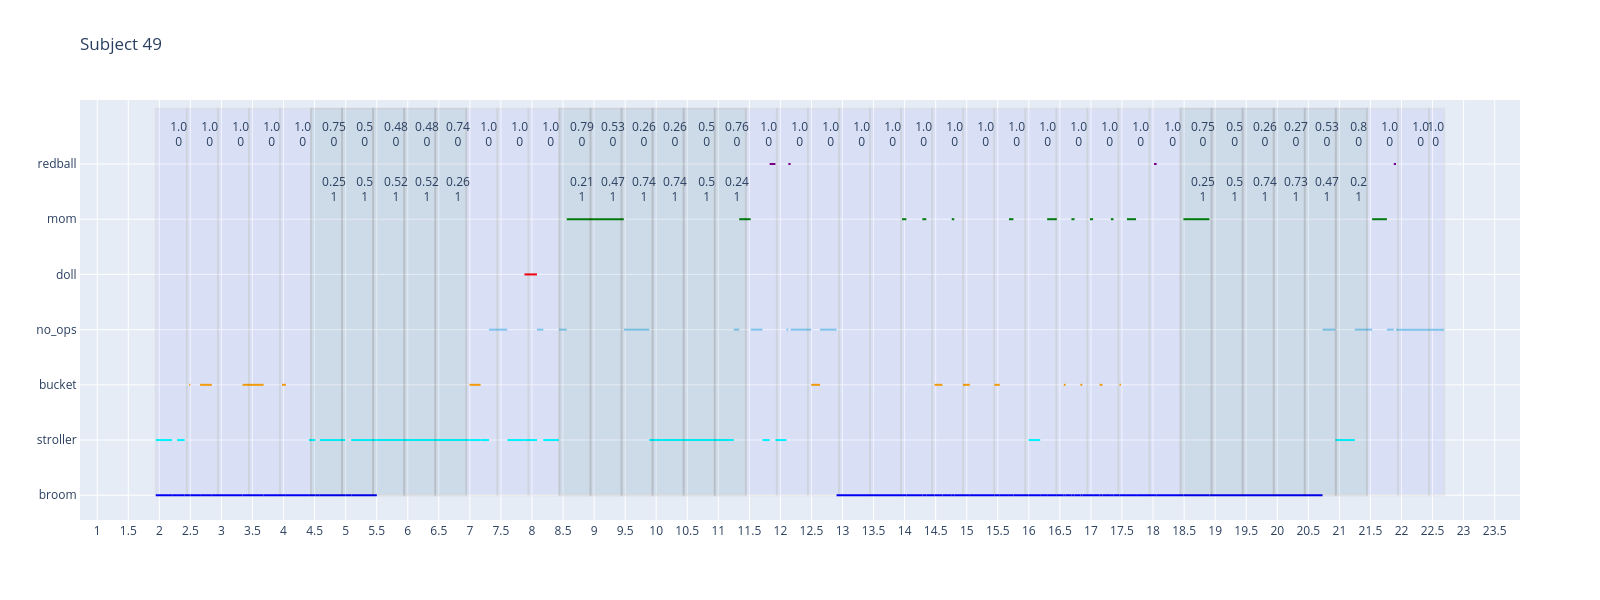 Subject 49
1.0 1.0 1.0 1.0 1.0 0.75 0.5 0.48 0.48 0.74 1.0 1.0 1.0 0.79 0.53 0.26 0.26 0.5 0.76 1.0 1.0 1.0 1.0 1.0 1.0 1.0 1.0 1.0 1.0 1.0 1.0 1.0 1.0 0.75 0.5 0.26 0.27 0.53 0.8 1.0 1.0 1.0
0 0 0 0 0 0 0 0 0 0 0 0 0 0 0 0 0 0 0 0 0 0 0 0 0 0 0 0 0 0 0 0 0 0 0 0 0 0 0 0 0 0
redball
0.25 0.5 0.52 0.52 0.26 0.21 0.47 0.74 0.74 0.5 0.24 0.25 0.5 0.74 0.73 0.47 0.2
1 1 1 1 1 1 1 1 1 1 1 1 1 1 1 1 1
mom
doll
no_ops
bucket
stroller
broom
1 1.5 2 2.5 3 3.5 4 4.5 5 5.5 6 6.5 7 7.5 8 8.5 9 9.5 10 10.5 11 11.5 12 12.5 13 13.5 14 14.5 15 15.5 16 16.5 17 17.5 18 18.5 19 19.5 20 20.5 21 21.5 22 22.5 23 23.5